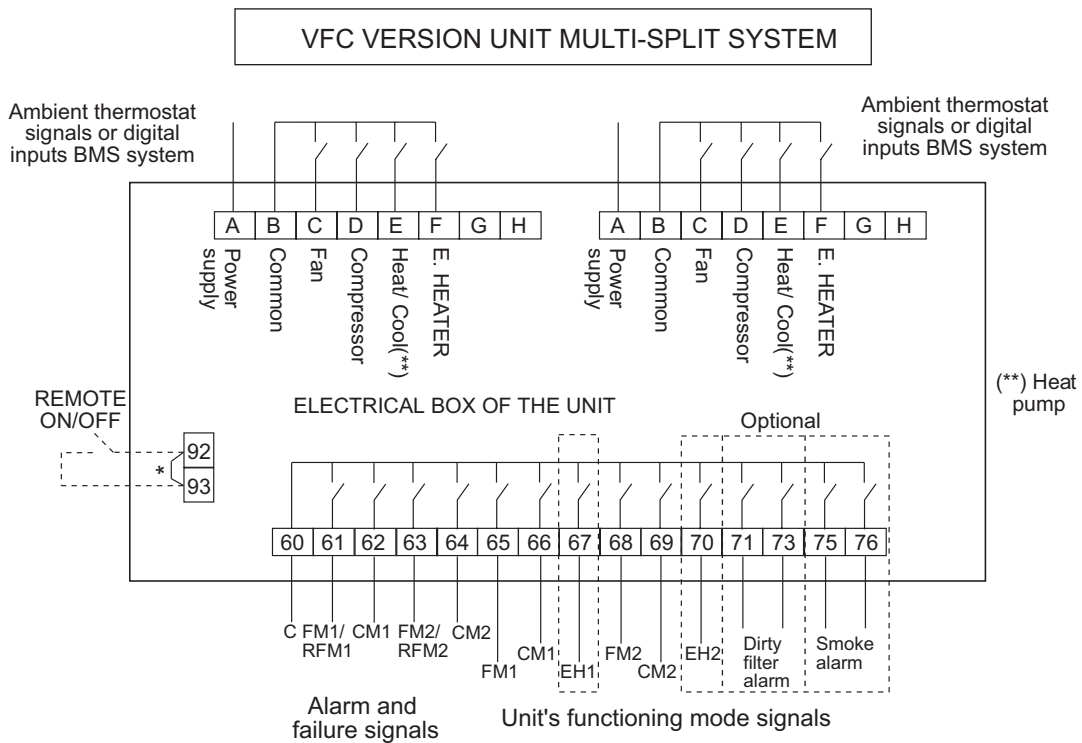 VFC VERSION UNIT MULTI-SPLIT SYSTEM
Ambient thermostat
signals or digital
inputs BMS system
Ambient thermostat
signals or digital
inputs BMS system
A B C D E F G H
A B C D E F G H
Power
supply
Common
Fan
Compressor
Heat/ Cool(**)
E. HEATER
Power
supply
Common
Fan
Compressor
Heat/ Cool(**)
E. HEATER
(**) Heat
pump
REMOTE
ON/OFF
ELECTRICAL BOX OF THE UNIT
Optional
92
*
93
60 61 62 63 64 65 66 67 68 69 70 71 73 75 76
C
FM1/
RFM1
CM1
FM2/
RFM2
CM2
FM1
CM1
EH1
FM2
CM2
EH2
Dirty
filter
alarm
Smoke
alarm
Alarm and
failure signals
Unit's functioning mode signals